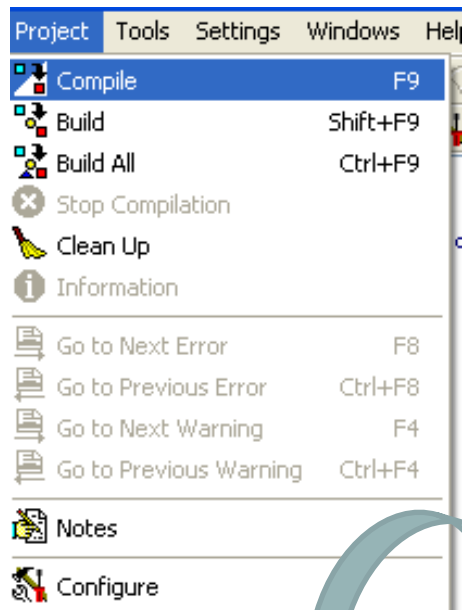 Project Tools Settings Windows Help
Compile F9
Build Shift+F9
Build All Ctrl+F9
Stop Compilation
Clean Up
Information
Go to Next Error F8
Go to Previous Error Ctrl+F8
Go to Next Warning F4
Go to Previous Warning Ctrl+F4
Notes
Configure